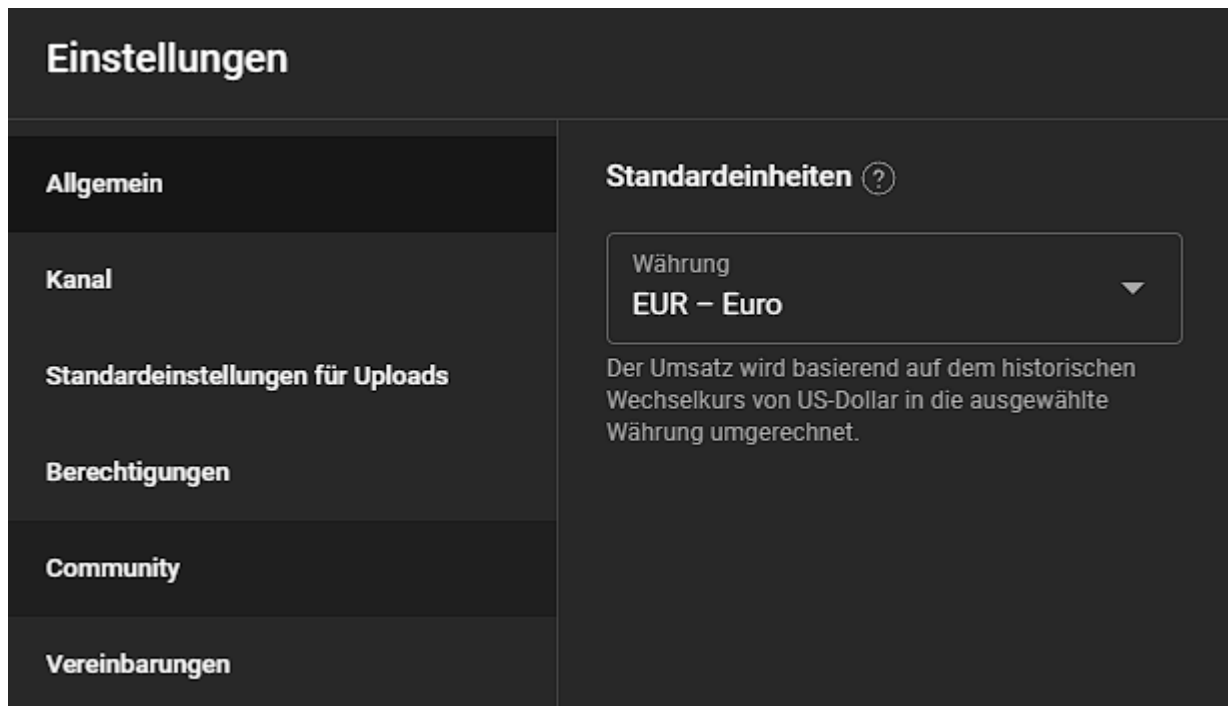 Einstellungen
Allgemein
Kanal
Standardeinstellungen für Uploads
Berechtigungen
Community
Vereinbarungen
Standardeinheiten ?
Währung
EUR – Euro
Der Umsatz wird basierend auf dem historischen
Wechselkurs von US-Dollar in die ausgewählte
Währung umgerechnet.